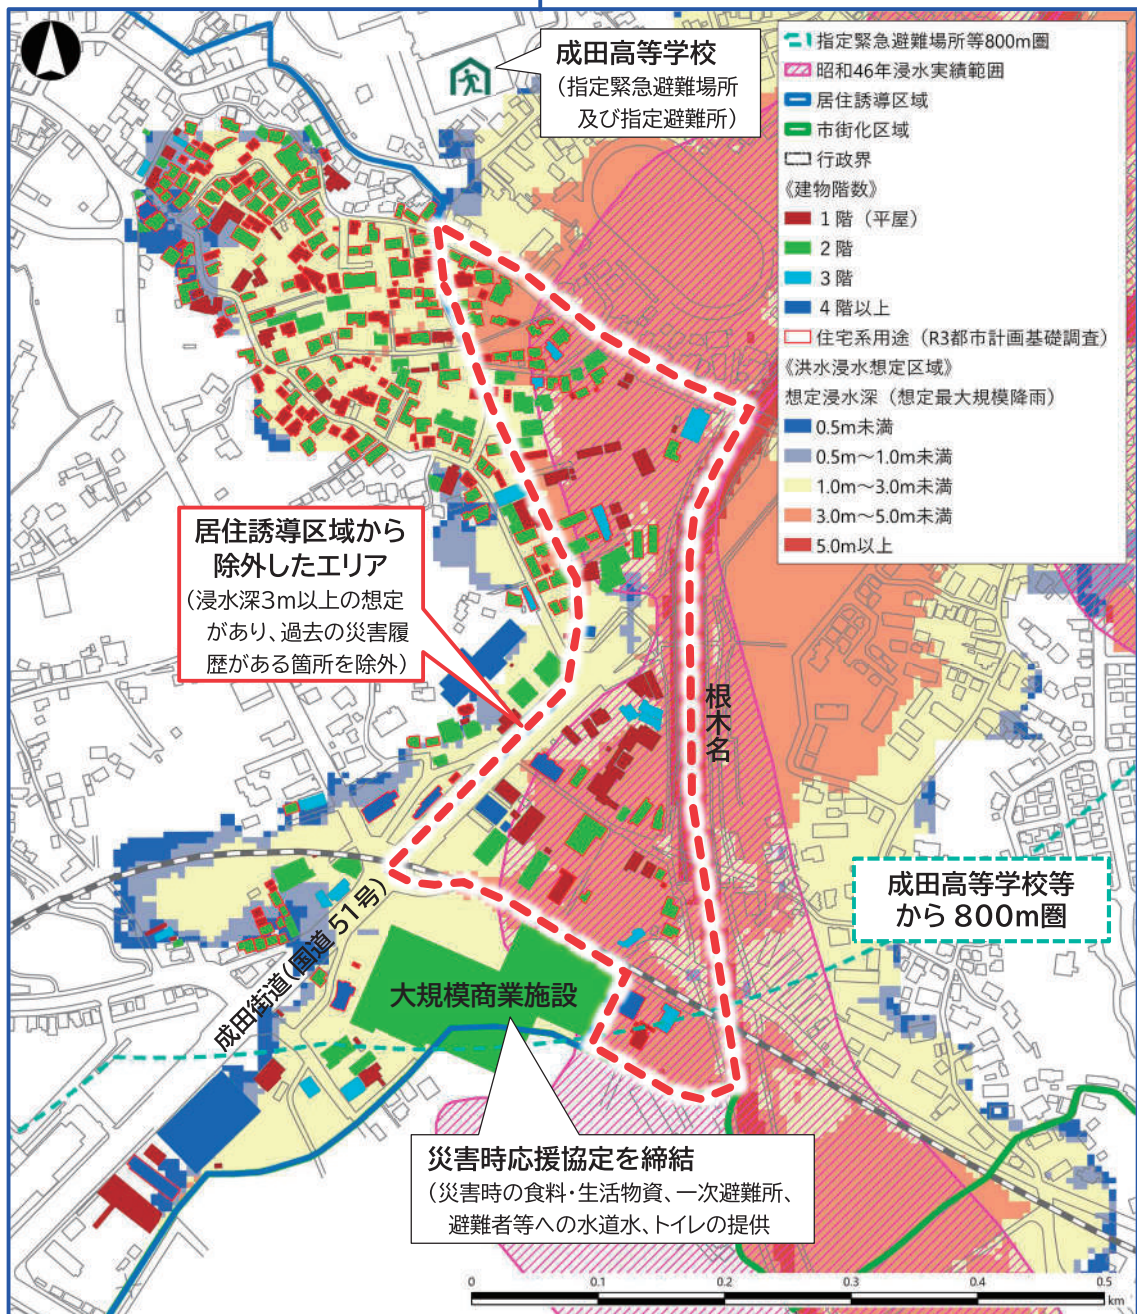 成田高等学校
(指定緊急避難場所
及び指定避難所)
指定緊急避難場所等800m圏
昭和46年浸水実績範囲
居住誘導区域
市街化区域
行政界
《建物階数》
1階（平屋）
2階
3階
4階以上
住宅系用途（R3都市計画基礎調査）
《洪水浸水想定区域》
想定浸水深（想定最大規模降雨）
0.5m未満
0.5m～1.0m未満
1.0m～3.0m未満
3.0m～5.0m未満
5.0m以上
居住誘導区域から
除外したエリア
(浸水深3m以上の想定
があり、過去の災害履
歴がある箇所を除外)
根木名
成田高等学校等
から 800m圏
成田街道(国道 51号)
大規模商業施設
災害時応援協定を締結
(災害時の食料・生活物資、一次避難所、
避難者等への水道水、トイレの提供
0 0.1 0.2 0.3 0.4 0.5
km